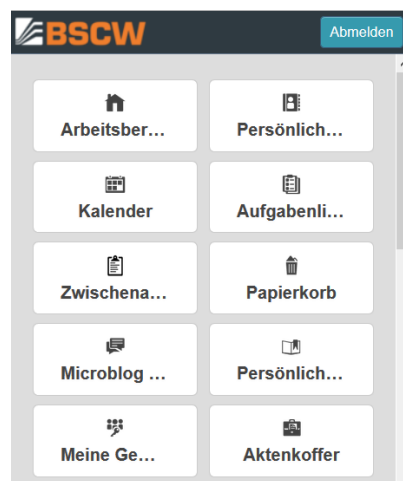 BSCW
Abmelden
Arbeitsber...
Persönlich...
Kalender
Aufgabenli...
Zwischena...
Papierkorb
Microblog ...
Persönlich...
Meine Ge...
Aktenkoffer